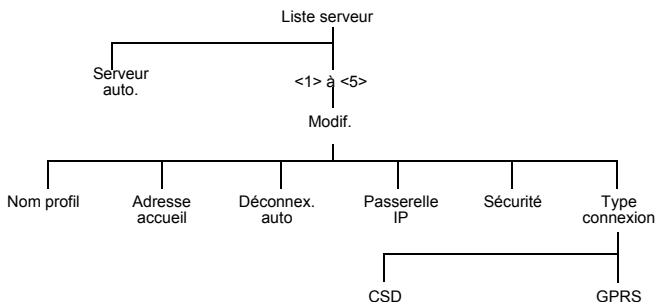 Liste serveur
Serveur
auto.
<1> à <5>
Modif.
Nom profil
Adresse
accueil
Déconnex.
auto
Passerelle
IP
Sécurité
Type
connexion
CSD
GPRS